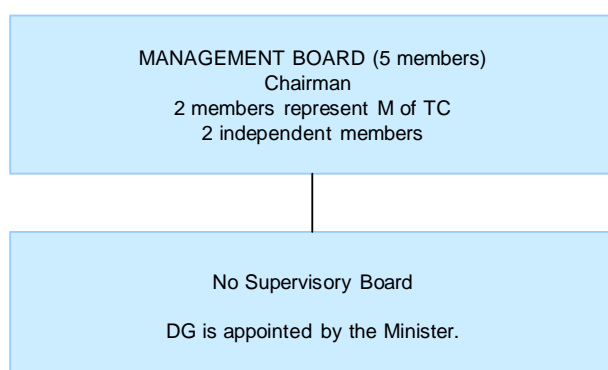 MANAGEMENT BOARD (5 members)
Chairman
2 members represent M of TC
2 independent members
No Supervisory Board
DG is appointed by the Minister.